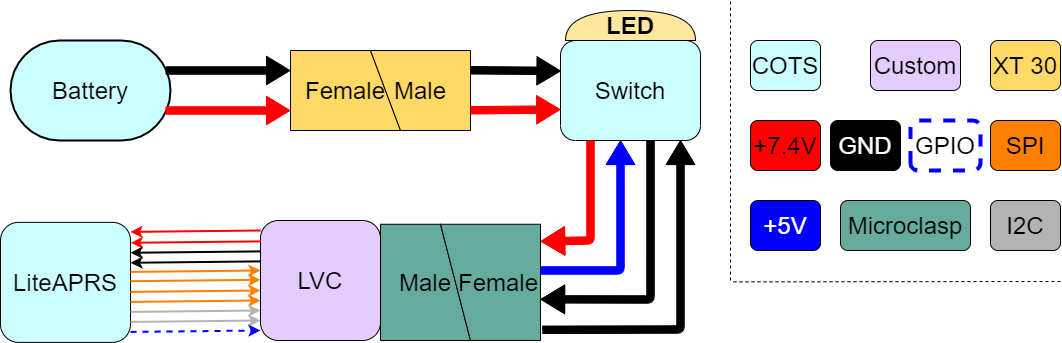 LED
Battery
Female Male
Switch
COTS
Custom
XT 30
+7.4V
GND
GPIO
SPI
+5V
Microclasp
I2C
LiteAPRS
LVC
Male Female